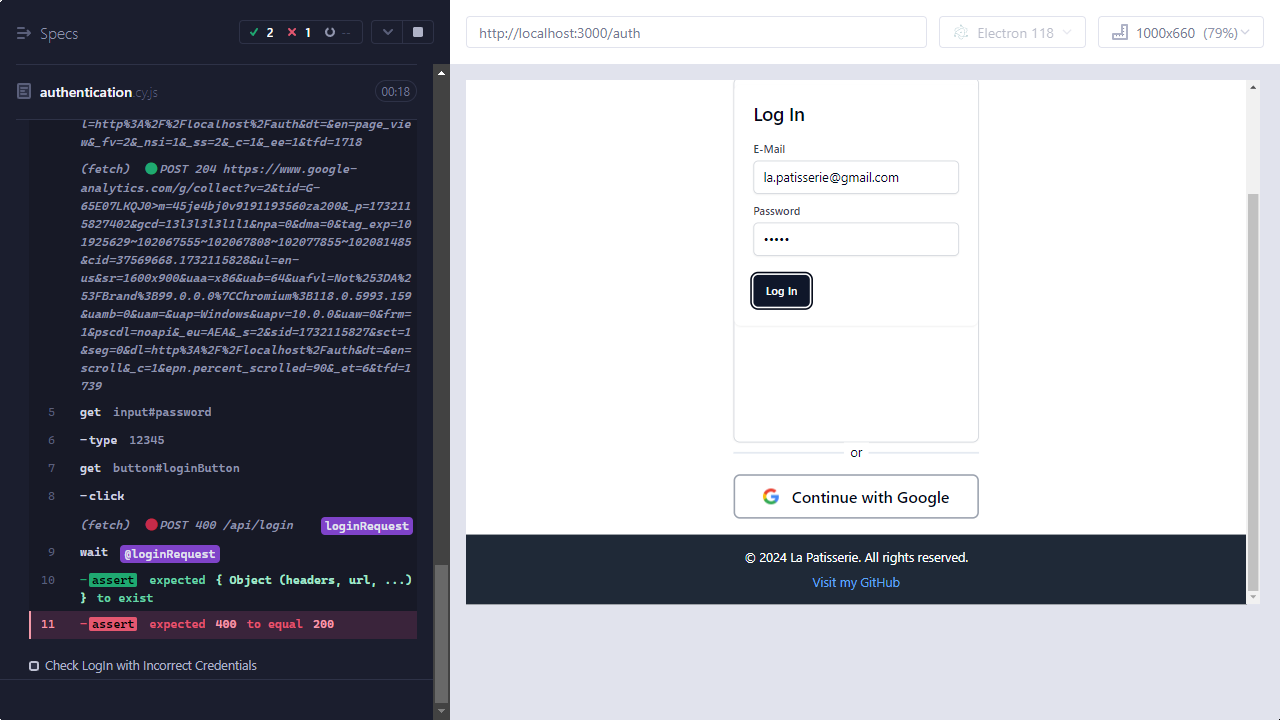 Specs
2
1
--
authentication.cy.js
00:18
l=http%3A%2F%2Flocalhost%2Fauth&dt=&en=page_vie
w&_fv=2&_nsi=1&_ss=2&_c=1&_ee=1&tfd=1718
(fetch) POST 204 https://www.google-
analytics.com/g/collect?v=2&tid=G-
65E07LKQJ0>m=45je4bj0v9191193560za200&_p=173211
5827402&gcd=13l3l3l3l1l1&npa=0&dma=0&tag_exp=10
1925629~102067555~102067808~102077855~102081485
&cid=37569668.1732115828&ul=en-
us&sr=1600x900&uaa=x86&uab=64&uafvl=Not%253DA%2
53FBrand%3B99.0.0.0%7CChromium%3B118.0.5993.159
&uamb=0&uam=&uap=Windows&uapv=10.0.0&uaw=0&frm=
1&pscdl=noapi&_eu=AEA&_s=2&sid=1732115827&sct=1
&seg=0&dl=http%3A%2F%2Flocalhost%2Fauth&dt=&en=
scroll&_c=1&epn.percent_scrolled=90&_et=6&tfd=1
739
5 get input#password
6 -type 12345
7 get button#loginButton
8 -click
(fetch) POST 400 /api/login loginRequest
9 wait @loginRequest
10 -assert expected { Object (headers, url, ...)
} to exist
11 -assert expected 400 to equal 200
Check LogIn with Incorrect Credentials
http://localhost:3000/auth
Electron 118
1000x660 (79%)
Log In
E-Mail
la.patisserie@gmail.com
Password
•••••
Log In
or
Continue with Google
© 2024 La Patisserie. All rights reserved.
Visit my GitHub